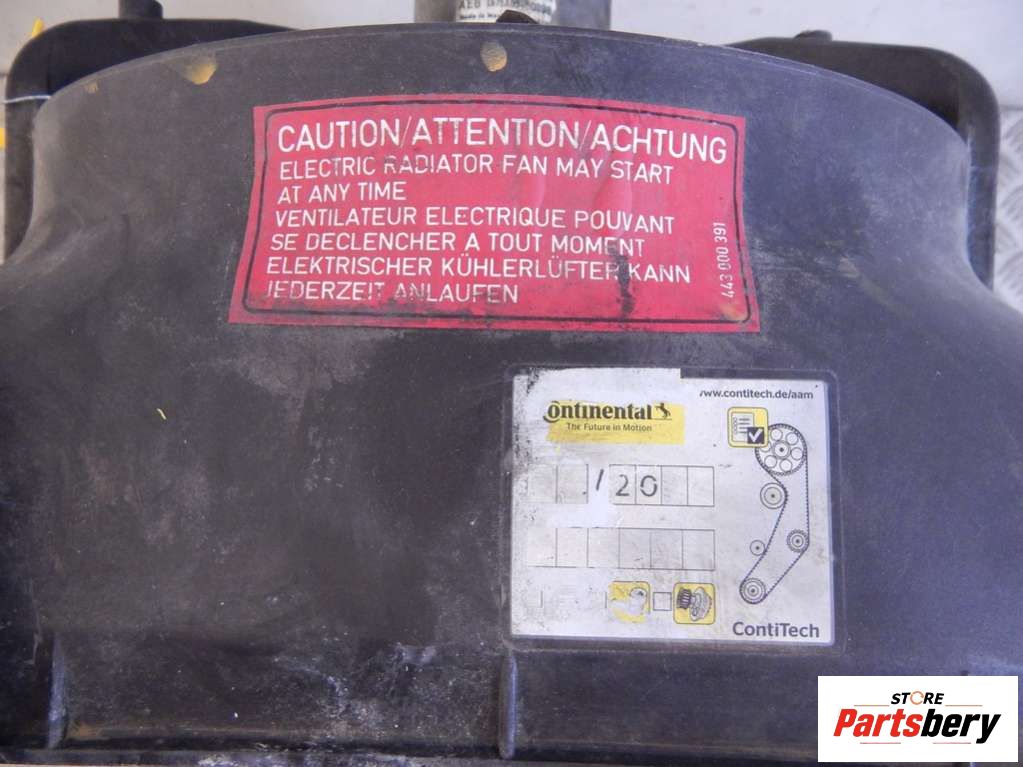 AEB
CAUTION/ATTENTION/ACHTUNG
ELECTRIC RADIATOR FAN MAY START
AT ANY TIME
VENTILATEUR ELECTRIQUE POUVANT
SE DECLENCHER A TOUT MOMENT
ELEKTRISCHER KÜHLERLÜFTER KANN
JEDERZEIT ANLAUFEN
443 000 391
www.contitech.de/aam
Continental
The Future in Motion
/20
ContiTech
STORE
Partsbery